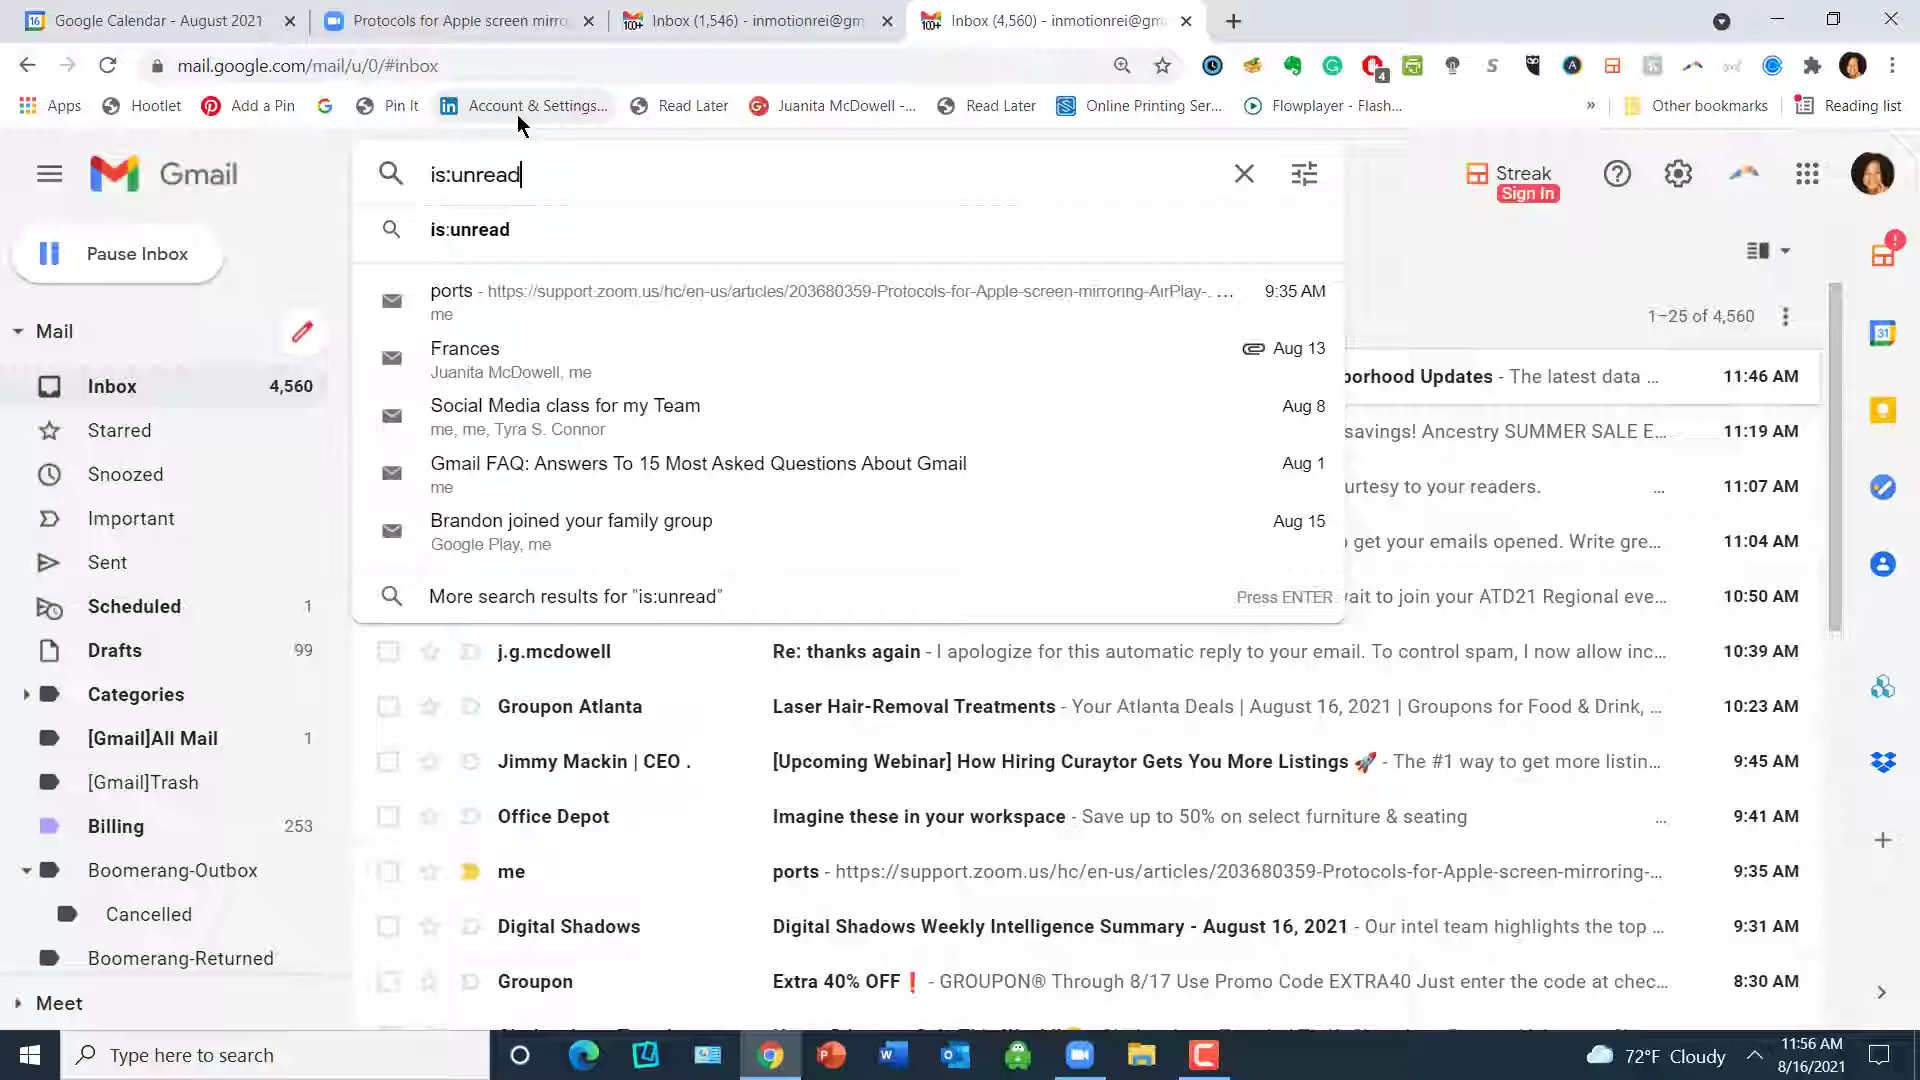 Google Calendar - August 2021
Protocols for Apple screen mirro
Inbox (1,546) - inmotionrei@gm
Inbox (4,560) - inmotionrei@gm
mail.google.com/mail/u/0/#inbox
4
Apps
Hootlet
Add a Pin
Pin It
Account & Settings...
Read Later
Juanita McDowell -...
Read Later
Online Printing Ser...
Flowplayer - Flash...
»
Other bookmarks
Reading list
Gmail
is:unread
Streak
Sign In
Pause Inbox
is:unread
ports - https://support.zoom.us/hc/en-us/articles/203680359-Protocols-for-Apple-screen-mirroring-AirPlay-. ... 9:35 AM
me
Frances Aug 13
Juanita McDowell, me
Social Media class for my Team Aug 8
me, me, Tyra S. Connor
Gmail FAQ: Answers To 15 Most Asked Questions About Gmail Aug 1
me
Brandon joined your family group Aug 15
Google Play, me
More search results for "is:unread" Press ENTER
1–25 of 4,560
Mail
Inbox 4,560
Starred
Snoozed
Important
Sent
Scheduled 1
Drafts 99
Categories
[Gmail]All Mail 1
[Gmail]Trash
Billing 253
Boomerang-Outbox
Cancelled
Boomerang-Returned
Meet
borhood Updates - The latest data ... 11:46 AM
savings! Ancestry SUMMER SALE E... 11:19 AM
urtesy to your readers. ... 11:07 AM
get your emails opened. Write gre... 11:04 AM
ait to join your ATD21 Regional eve... 10:50 AM
j.g.mcdowell Re: thanks again - I apologize for this automatic reply to your email. To control spam, I now allow inc... 10:39 AM
Groupon Atlanta Laser Hair-Removal Treatments - Your Atlanta Deals | August 16, 2021 | Groupons for Food & Drink, ... 10:23 AM
Jimmy Mackin | CEO . [Upcoming Webinar] How Hiring Curaytor Gets You More Listings 🚀 - The #1 way to get more listin... 9:45 AM
Office Depot Imagine these in your workspace - Save up to 50% on select furniture & seating ... 9:41 AM
me ports - https://support.zoom.us/hc/en-us/articles/203680359-Protocols-for-Apple-screen-mirroring-... 9:35 AM
Digital Shadows Digital Shadows Weekly Intelligence Summary - August 16, 2021 - Our intel team highlights the top ... 9:31 AM
Groupon Extra 40% OFF❗ - GROUPON® Through 8/17 Use Promo Code EXTRA40 Just enter the code at chec... 8:30 AM
Type here to search
72°F Cloudy
11:56 AM
8/16/2021